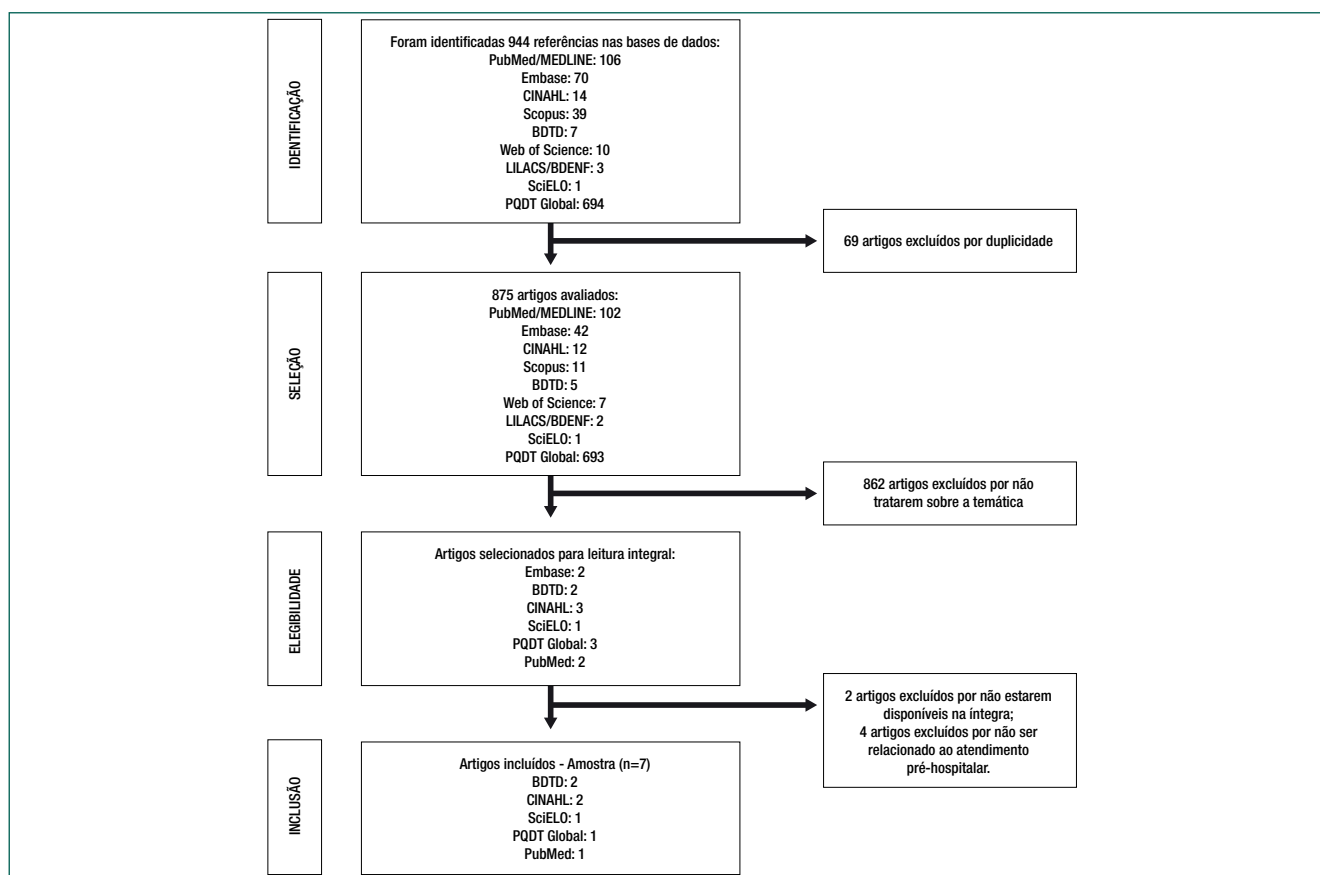 IDENTIFICAÇÃO
Foram identificadas 944 referências nas bases de dados:
PubMed/MEDLINE: 106
Embase: 70
CINAHL: 14
Scopus: 39
BDTD: 7
Web of Science: 10
LILACS/BDENF: 3
SciELO: 1
PQDT Global: 694
69 artigos excluídos por duplicidade
SELEÇÃO
875 artigos avaliados:
PubMed/MEDLINE: 102
Embase: 42
CINAHL: 12
Scopus: 11
BDTD: 5
Web of Science: 7
LILACS/BDENF: 2
SciELO: 1
PQDT Global: 693
862 artigos excluídos por não
tratarem sobre a temática
ELEGIBILIDADE
Artigos selecionados para leitura integral:
Embase: 2
BDTD: 2
CINAHL: 3
SciELO: 1
PQDT Global: 3
PubMed: 2
2 artigos excluídos por não estarem
disponíveis na íntegra;
4 artigos excluídos por não ser
relacionado ao atendimento
pré-hospitalar.
INCLUSÃO
Artigos incluídos - Amostra (n=7)
BDTD: 2
CINAHL: 2
SciELO: 1
PQDT Global: 1
PubMed: 1